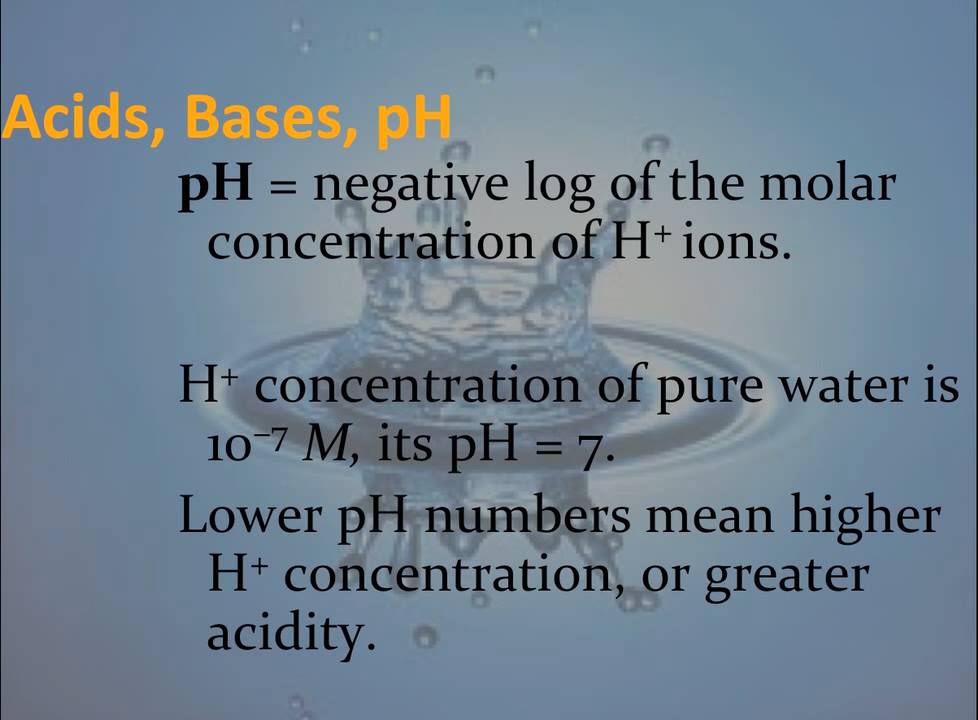 Acids, Bases, pH
pH = negative log of the molar
concentration of H⁺ ions.
H⁺ concentration of pure water is
10⁻⁷ M, its pH = 7.
Lower pH numbers mean higher
H⁺ concentration, or greater
acidity.